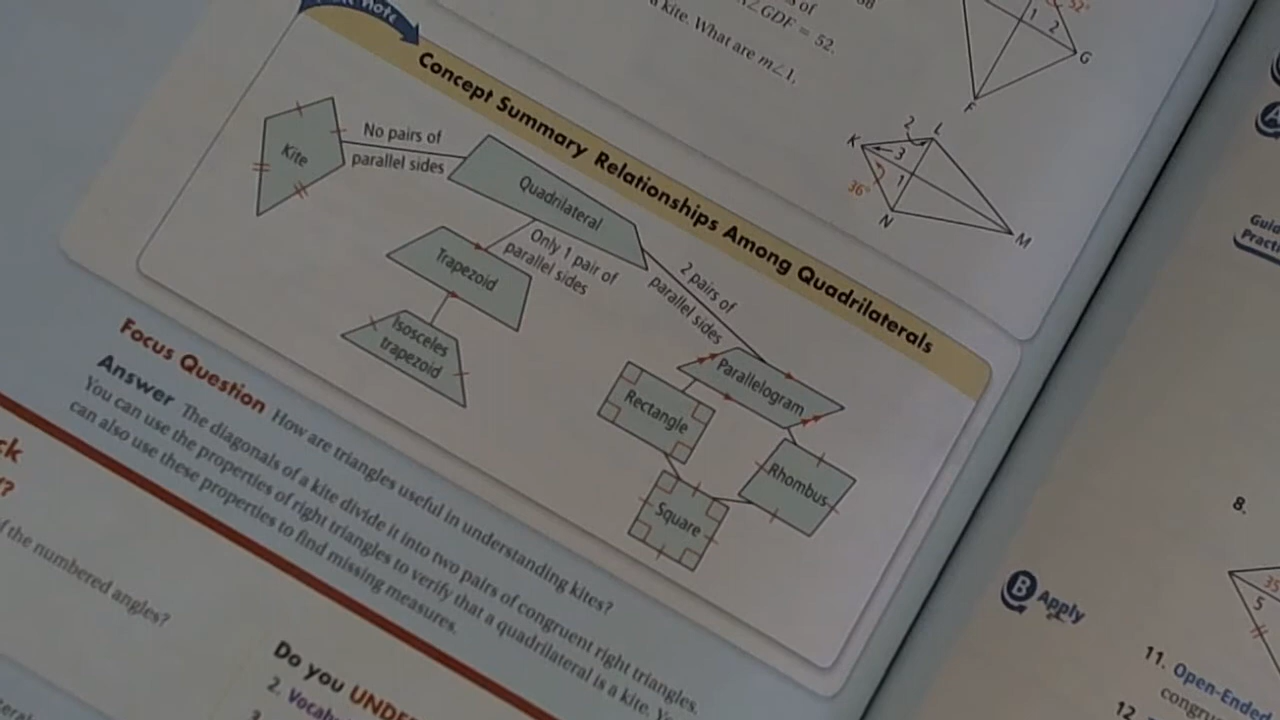 s of
∠GDF = 52.
a kite. What are m∠1,
52°
1
2
G
F
K
2
L
3
1
36°
N
M
Concept Summary Relationships Among Quadrilaterals
Kite
No pairs of
parallel sides
Quadrilateral
Only 1 pair of
parallel sides
2 pairs of
parallel sides
Trapezoid
Isosceles
trapezoid
Parallelogram
Rectangle
Rhombus
Square
Focus Question How are triangles useful in understanding kites?
Answer The diagonals of a kite divide it into two pairs of congruent right triangles.
You can use the properties of right triangles to verify that a quadrilateral is a kite.
can also use these properties to find missing measures.
ck
y?
of the numbered angles?
Do you UNDE
2. Vocab
3.
Guid
Pract
8.
35
5
B Apply
11. Open-Ended
congru
12.